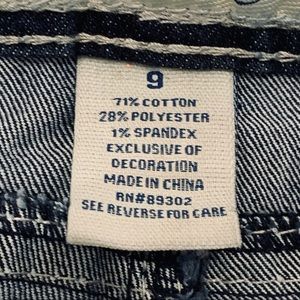 9
71% COTTON
28% POLYESTER
1% SPANDEX
EXCLUSIVE OF
DECORATION
MADE IN CHINA
RN#89302
SEE REVERSE FOR CARE